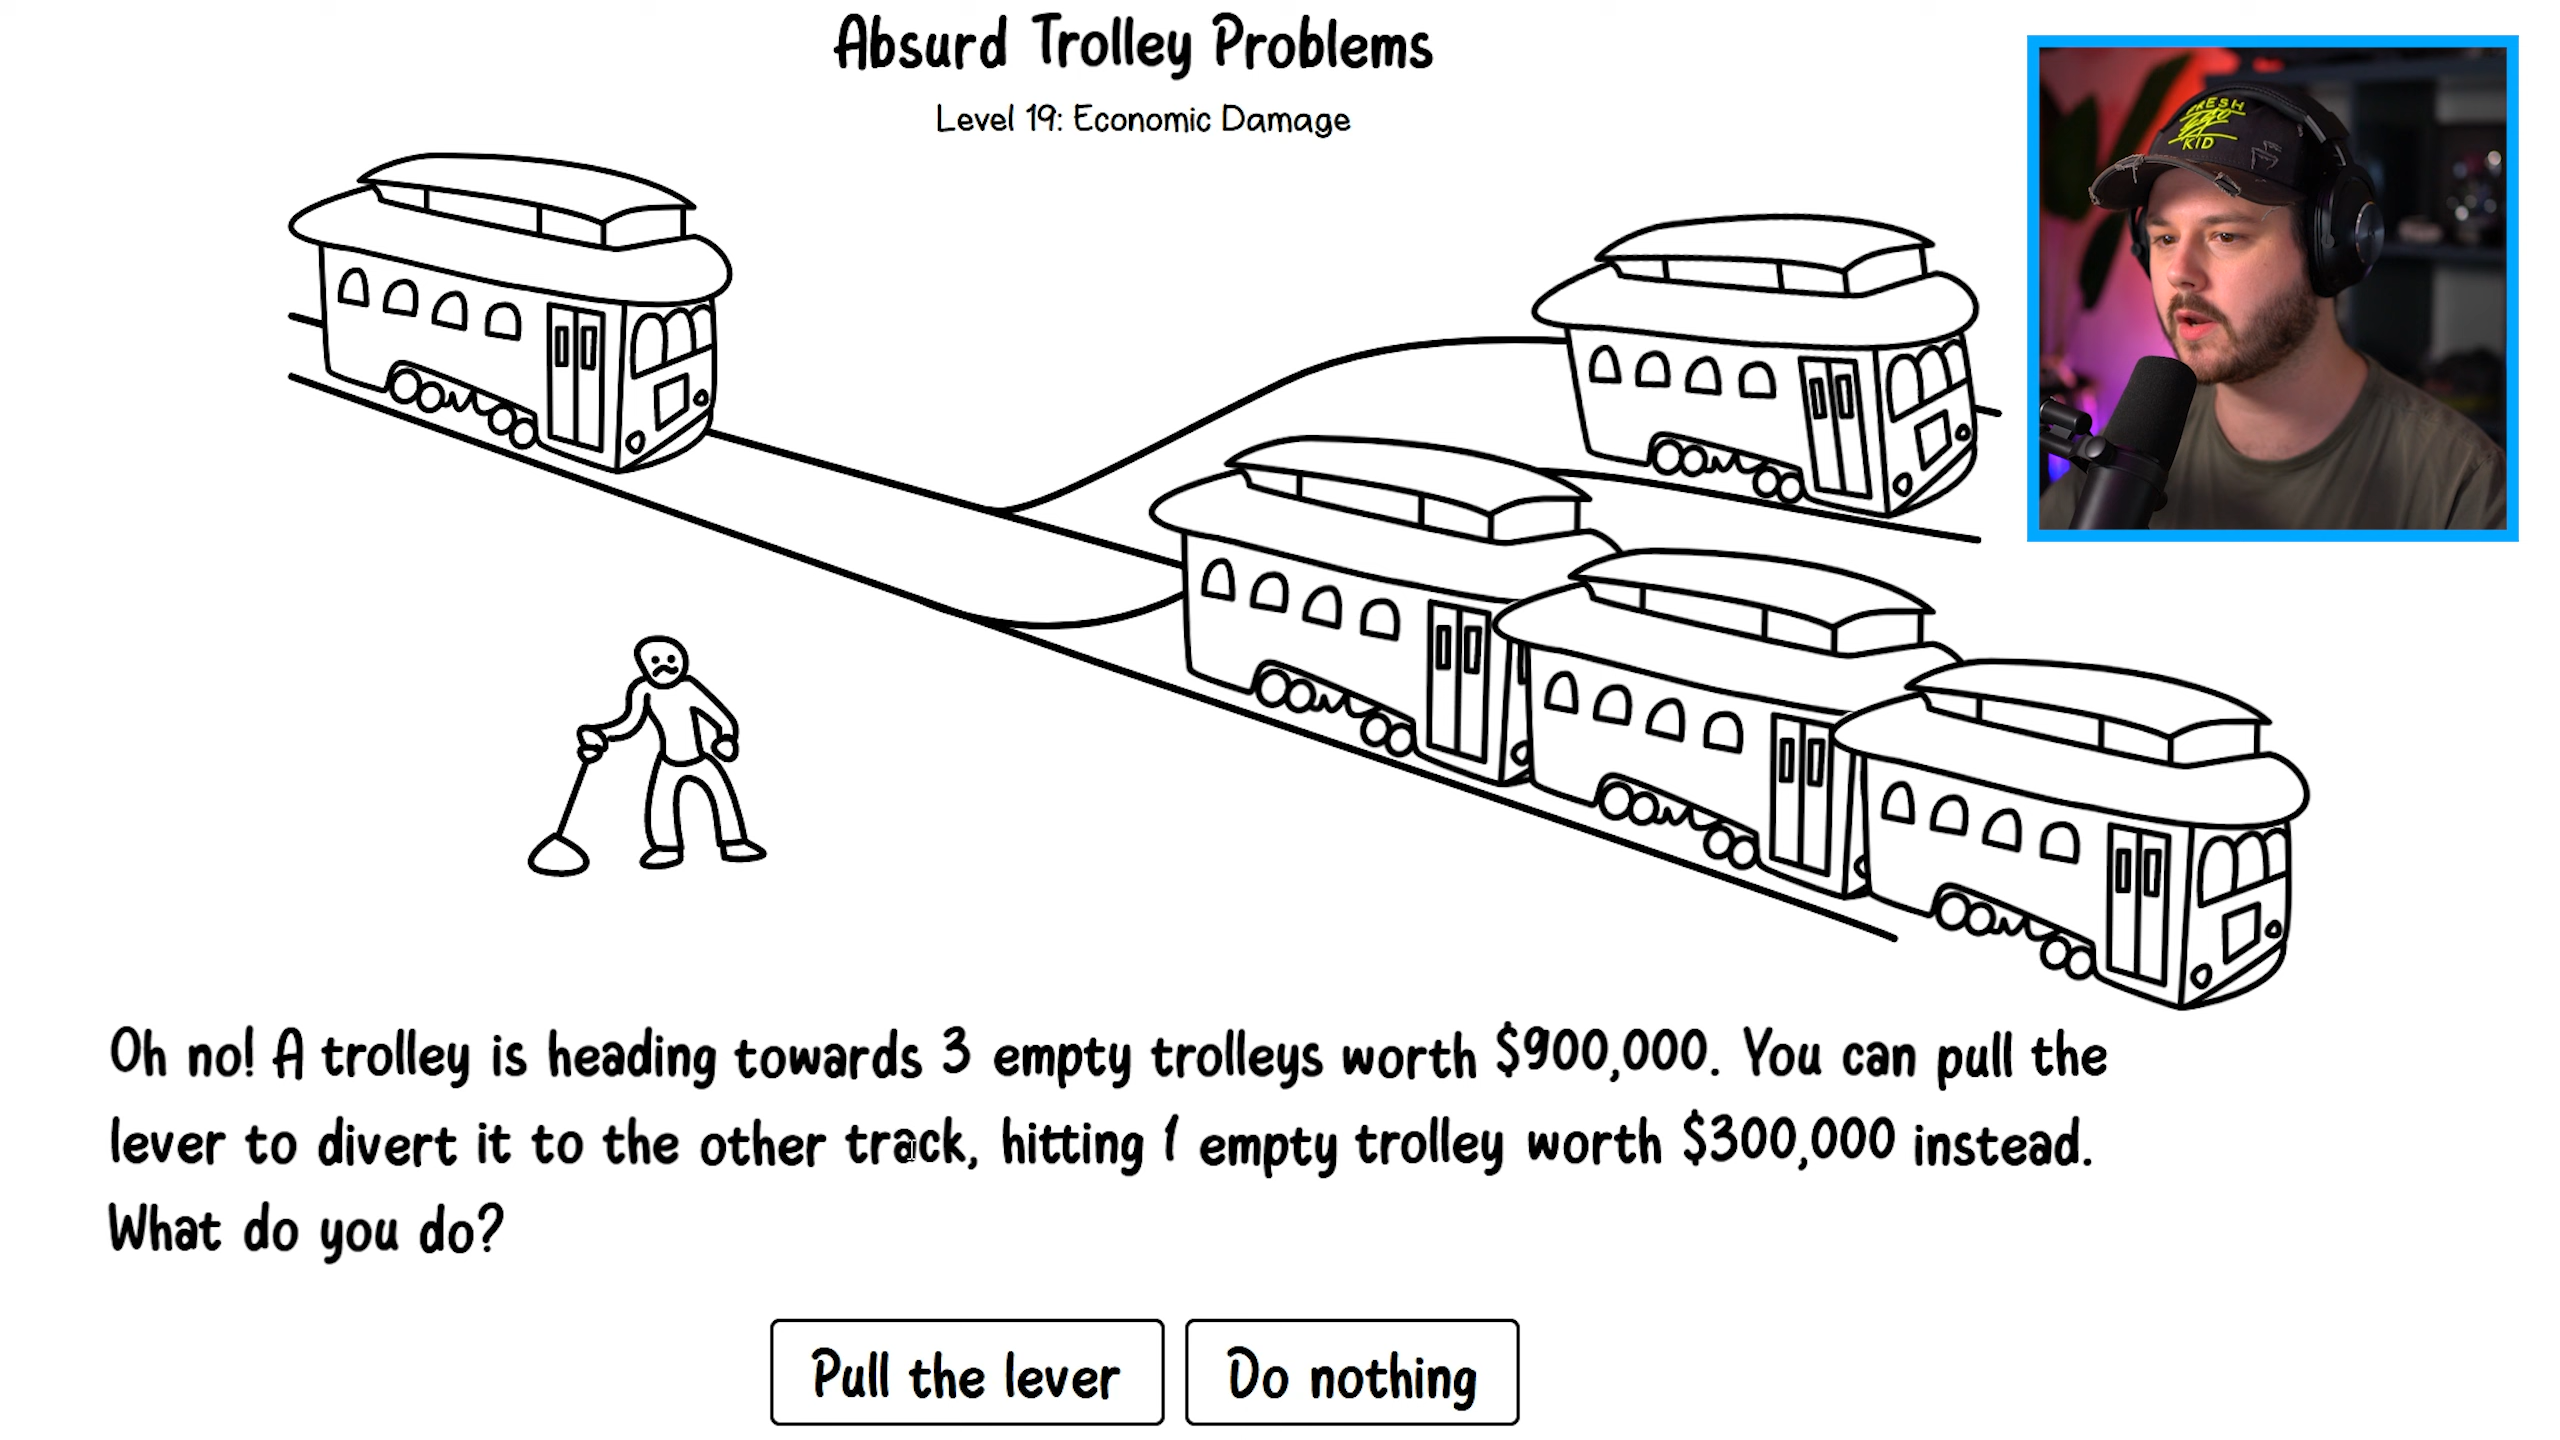 Absurd Trolley Problems
Level 19: Economic Damage
FRESH
KID
Oh no! A trolley is heading towards 3 empty trolleys worth $900,000. You can pull the
lever to divert it to the other track, hitting 1 empty trolley worth $300,000 instead.
What do you do?
Pull the lever
Do nothing